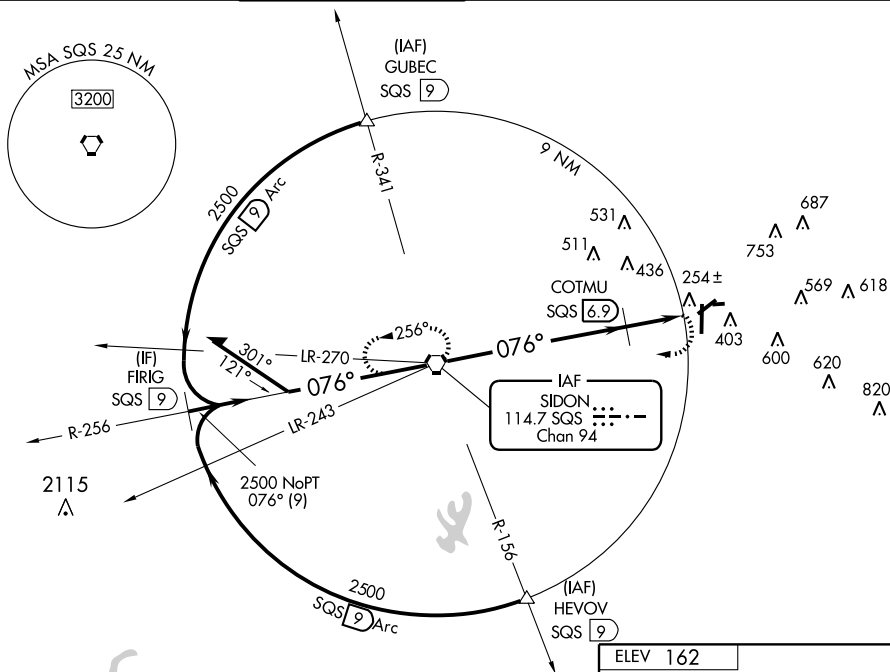 MSA SQS 25 NM
3200
(IAF)
GUBEC
SQS 9
R-341
9 NM
2500
SQS 9 Arc
531
511
436
687
753
254±
569
618
COTMU
SQS 6.9
403
600
620
820
256°
076°
301°
121°
LR-270
076°
(IF)
FIRIG
SQS 9
R-256
LR-243
IAF
SIDON
114.7 SQS
Chan 94
2115
2500 NoPT
076° (9)
R-156
2500
SQS 9 Arc
(IAF)
HEVOV
SQS 9
ELEV 162